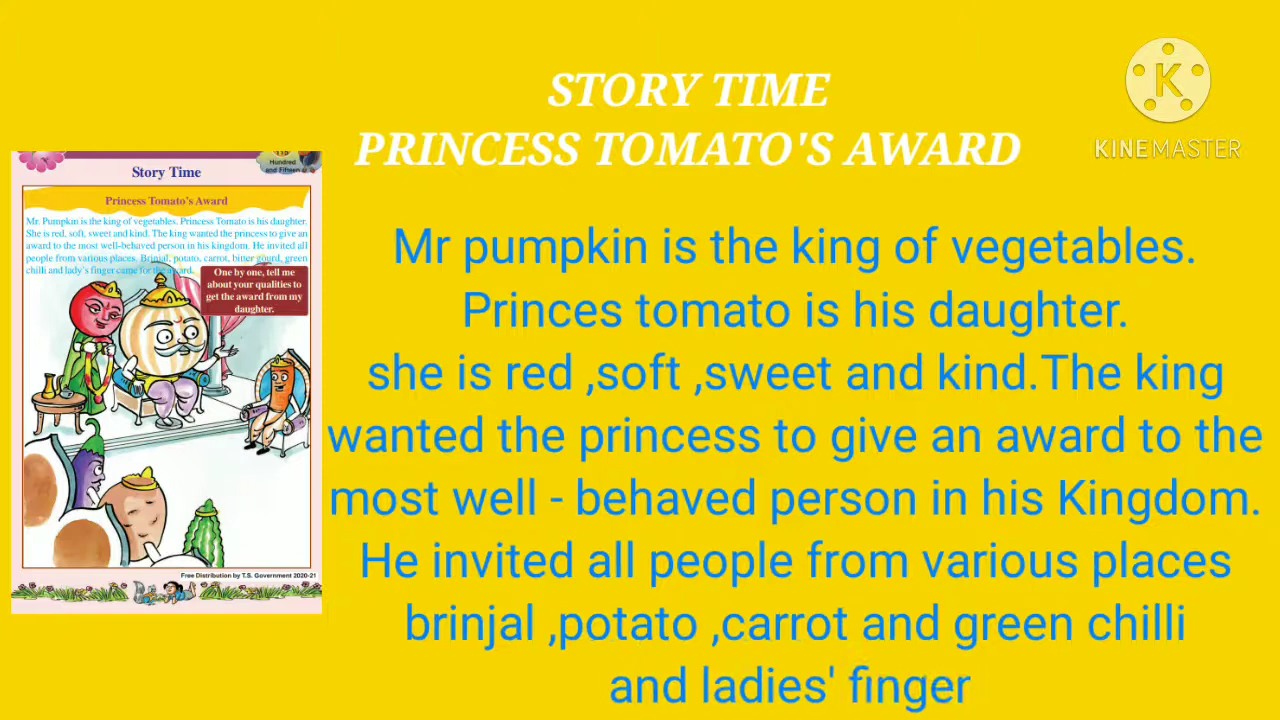 STORY TIME
PRINCESS TOMATO'S AWARD
KINEMASTER
K
Mr pumpkin is the king of vegetables.
Princes tomato is his daughter.
she is red ,soft ,sweet and kind.The king
wanted the princess to give an award to the
most well - behaved person in his Kingdom.
He invited all people from various places
brinjal ,potato ,carrot and green chilli
and ladies' finger
115
Hundred
and Fifteen
Story Time
Princess Tomato's Award
Mr. Pumpkin is the king of vegetables. Princess Tomato is his daughter.
She is red, soft, sweet and kind. The king wanted the princess to give an
award to the most well-behaved person in his kingdom. He invited all
people from various places. Brinjal, potato, carrot, bitter gourd, green
chilli and lady's finger came for the award.
One by one, tell me
about your qualities to
get the award from my
daughter.
Free Distribution by T.S. Government 2020-21